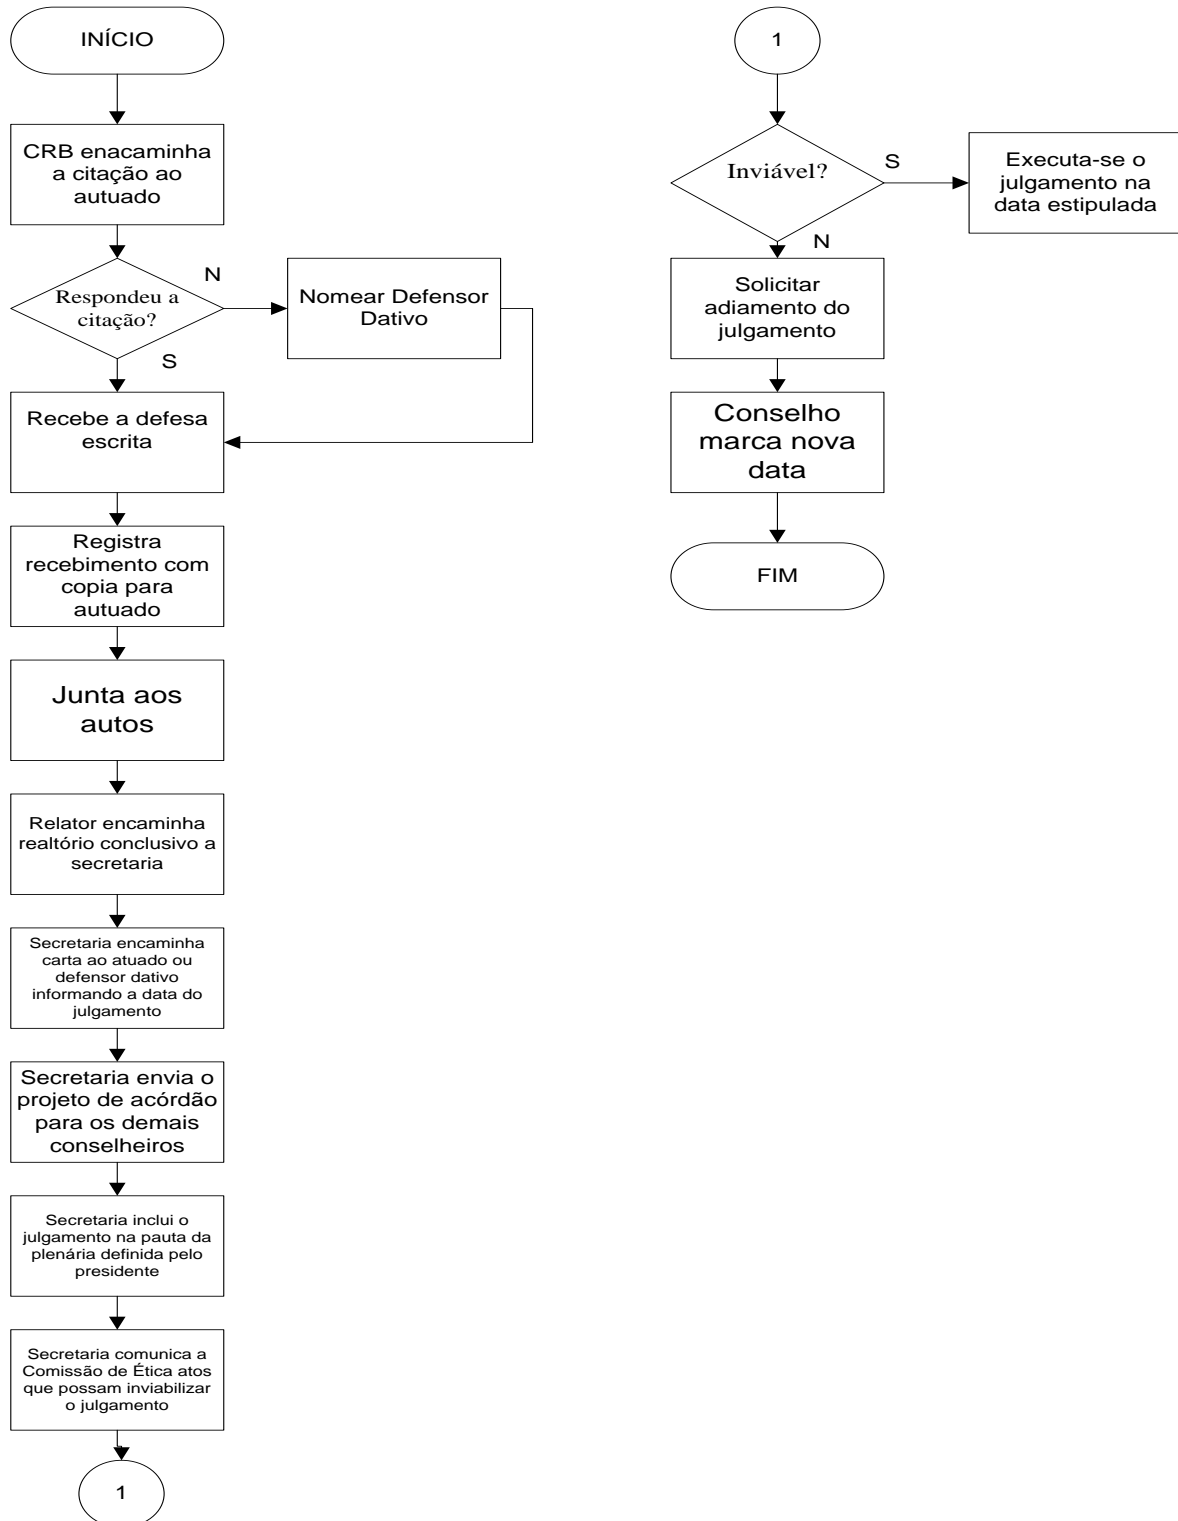 INÍCIO
CRB enacaminha
a citação ao
autuado
Respondeu a
citação?
N
S
Nomear Defensor
Dativo
Recebe a defesa
escrita
Registra
recebimento com
copia para
autuado
Junta aos
autos
Relator encaminha
realtório conclusivo a
secretaria
Secretaria encaminha
carta ao atuado ou
defensor dativo
informando a data do
julgamento
Secretaria envia o
projeto de acórdão
para os demais
conselheiros
Secretaria inclui o
julgamento na pauta da
plenária definida pelo
presidente
Secretaria comunica a
Comissão de Ética atos
que possam inviabilizar
o julgamento
1
1
Inviável?
S
N
Executa-se o
julgamento na
data estipulada
Solicitar
adiamento do
julgamento
Conselho
marca nova
data
FIM